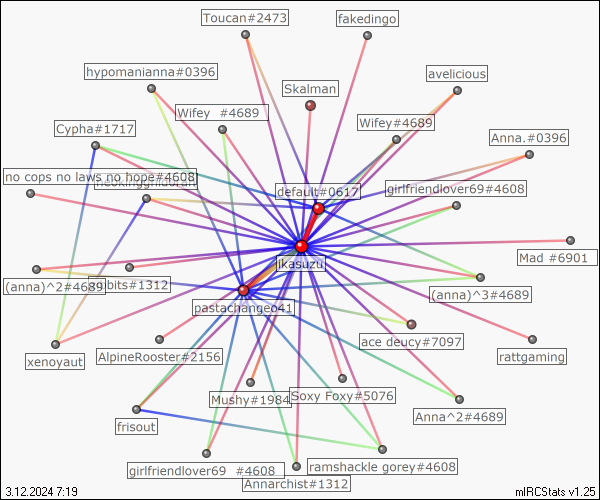 Toucan#2473
fakedingo
hypomanianna#0396
avelicious
Skalman
Wifey  #4689
Wifey#4689
Cypha#1717
Anna.#0396
no cops no laws no hope#4608
default#0617
girlfriendlover69#4608
Mad #6901
ikasuzu
(anna)^2#4689
#1312
(anna)^3#4689
pastachangeo41
ace deucy#7097
xenoyaut
AlpineRooster#2156
rattgaming
Mushy#1984
Soxy Foxy#5076
Anna^2#4689
frisout
girlfriendlover69  #4608
ramshackle gorey#4608
Annarchist#1312
3.12.2024 7:19
mIRCStats v1.25